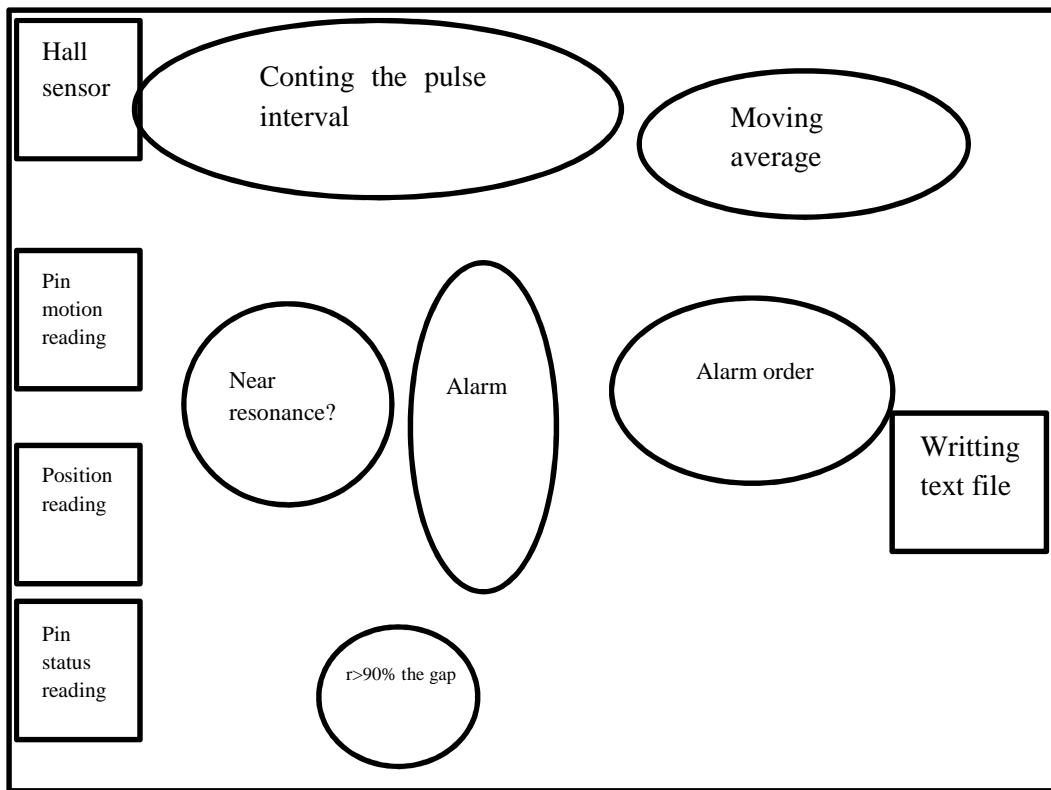 Hall
sensor
Conting the pulse
interval
Moving
average
Pin
motion
reading
Near
resonance?
Alarm
Alarm order
Writting
text file
Position
reading
Pin
status
reading
r>90% the gap